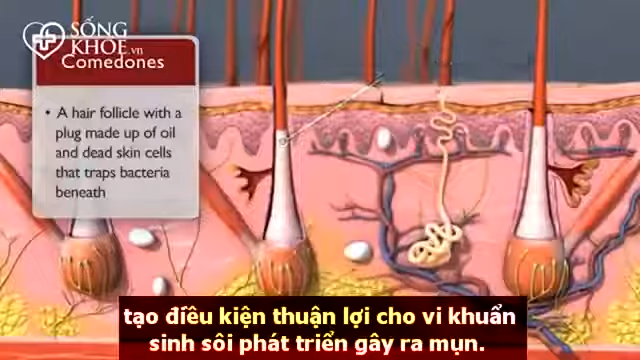 SỐNG
KHOẺ.vn
Comedones
• A hair follicle with a
plug made up of oil
and dead skin cells
that traps bacteria
beneath
tạo điều kiện thuận lợi cho vi khuẩn
sinh sôi phát triển gây ra mụn.